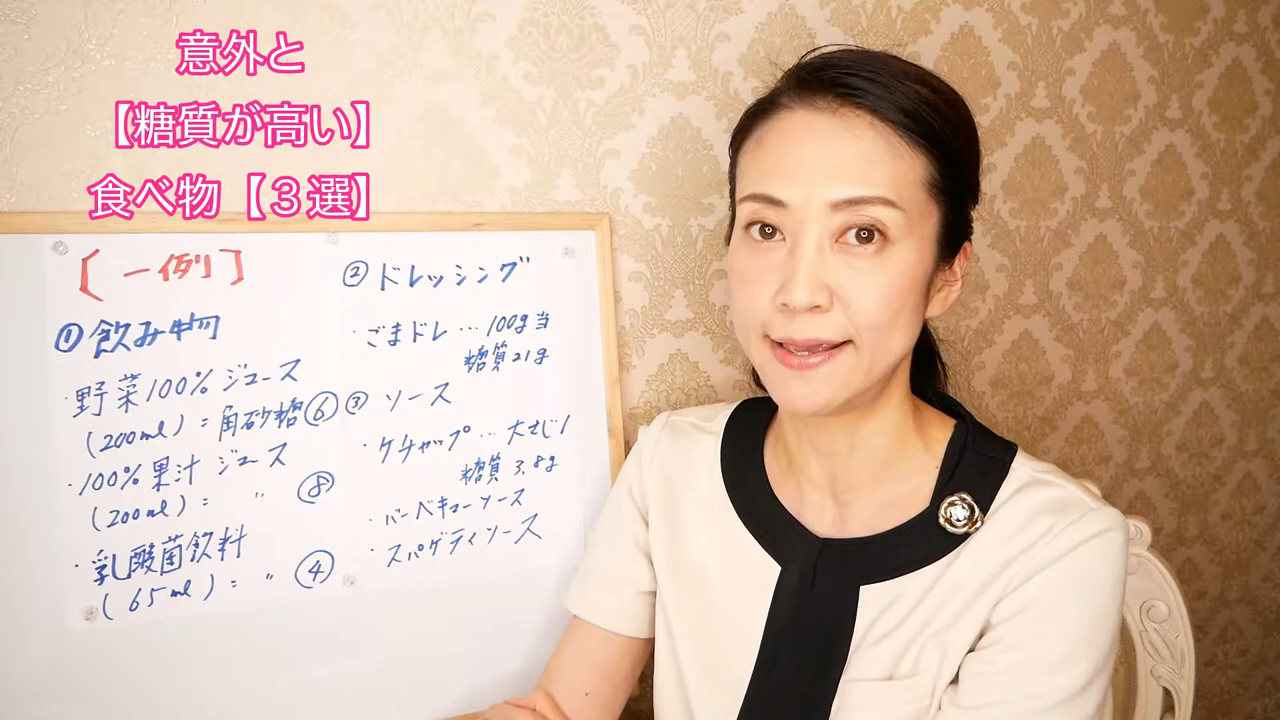 意外と
【糖質が高い】
食べ物【３選】
[一例]
①飲み物
・野菜100% ジュース
(200ml) = 角砂糖⑥
・100%果汁 ジュース
(200ml) = 〃 ⑧
・乳酸菌飲料
(65ml) = 〃 ④
②ドレッシング
・ごまドレ…100g当
糖質21g
③ ソース
・ケチャップ…大さじ1
糖質 3.8g
・バーベキューソース
・スパゲティソース